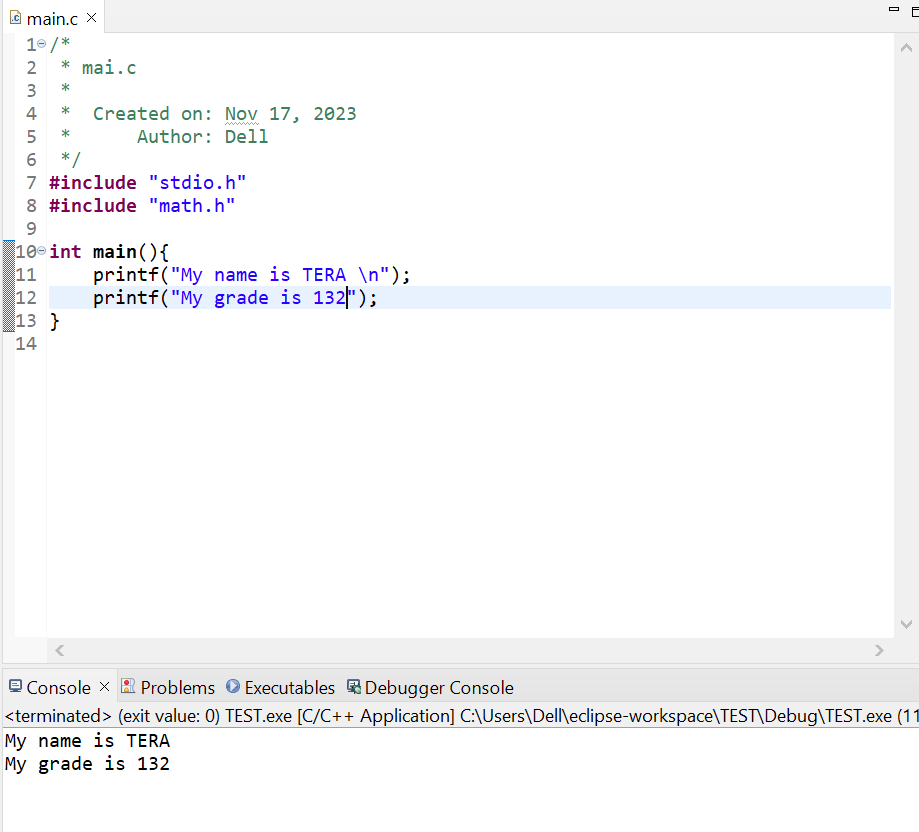 main.c
1 /*
2  * mai.c
3  *
4  *  Created on: Nov 17, 2023
5  *      Author: Dell
6  */
7 #include "stdio.h"
8 #include "math.h"
9
10 int main(){
11     printf("My name is TERA \n");
12     printf("My grade is 132");
13 }
14
Console Problems Executables Debugger Console
<terminated> (exit value: 0) TEST.exe [C/C++ Application] C:\Users\Dell\eclipse-workspace\TEST\Debug\TEST.exe (11
My name is TERA
My grade is 132